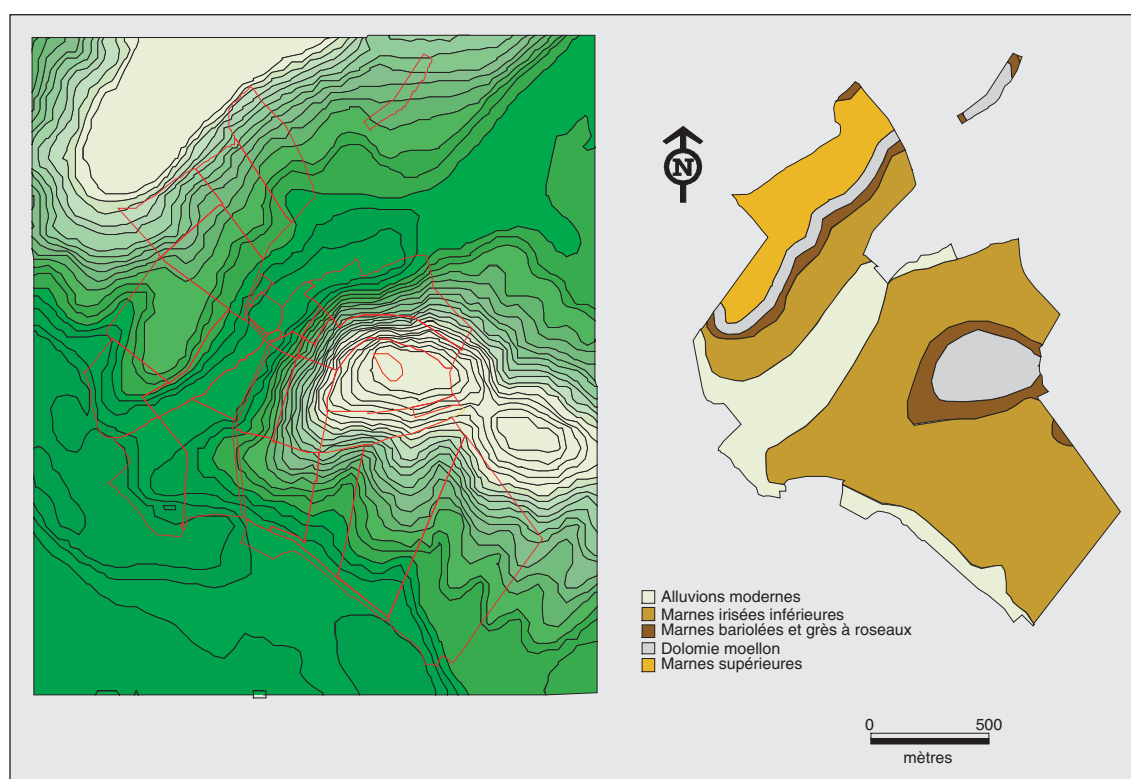 N
Alluvions modernes
Marnes irisées inférieures
Marnes bariolées et grès à roseaux
Dolomie moellon
Marnes supérieures
0 500
mètres